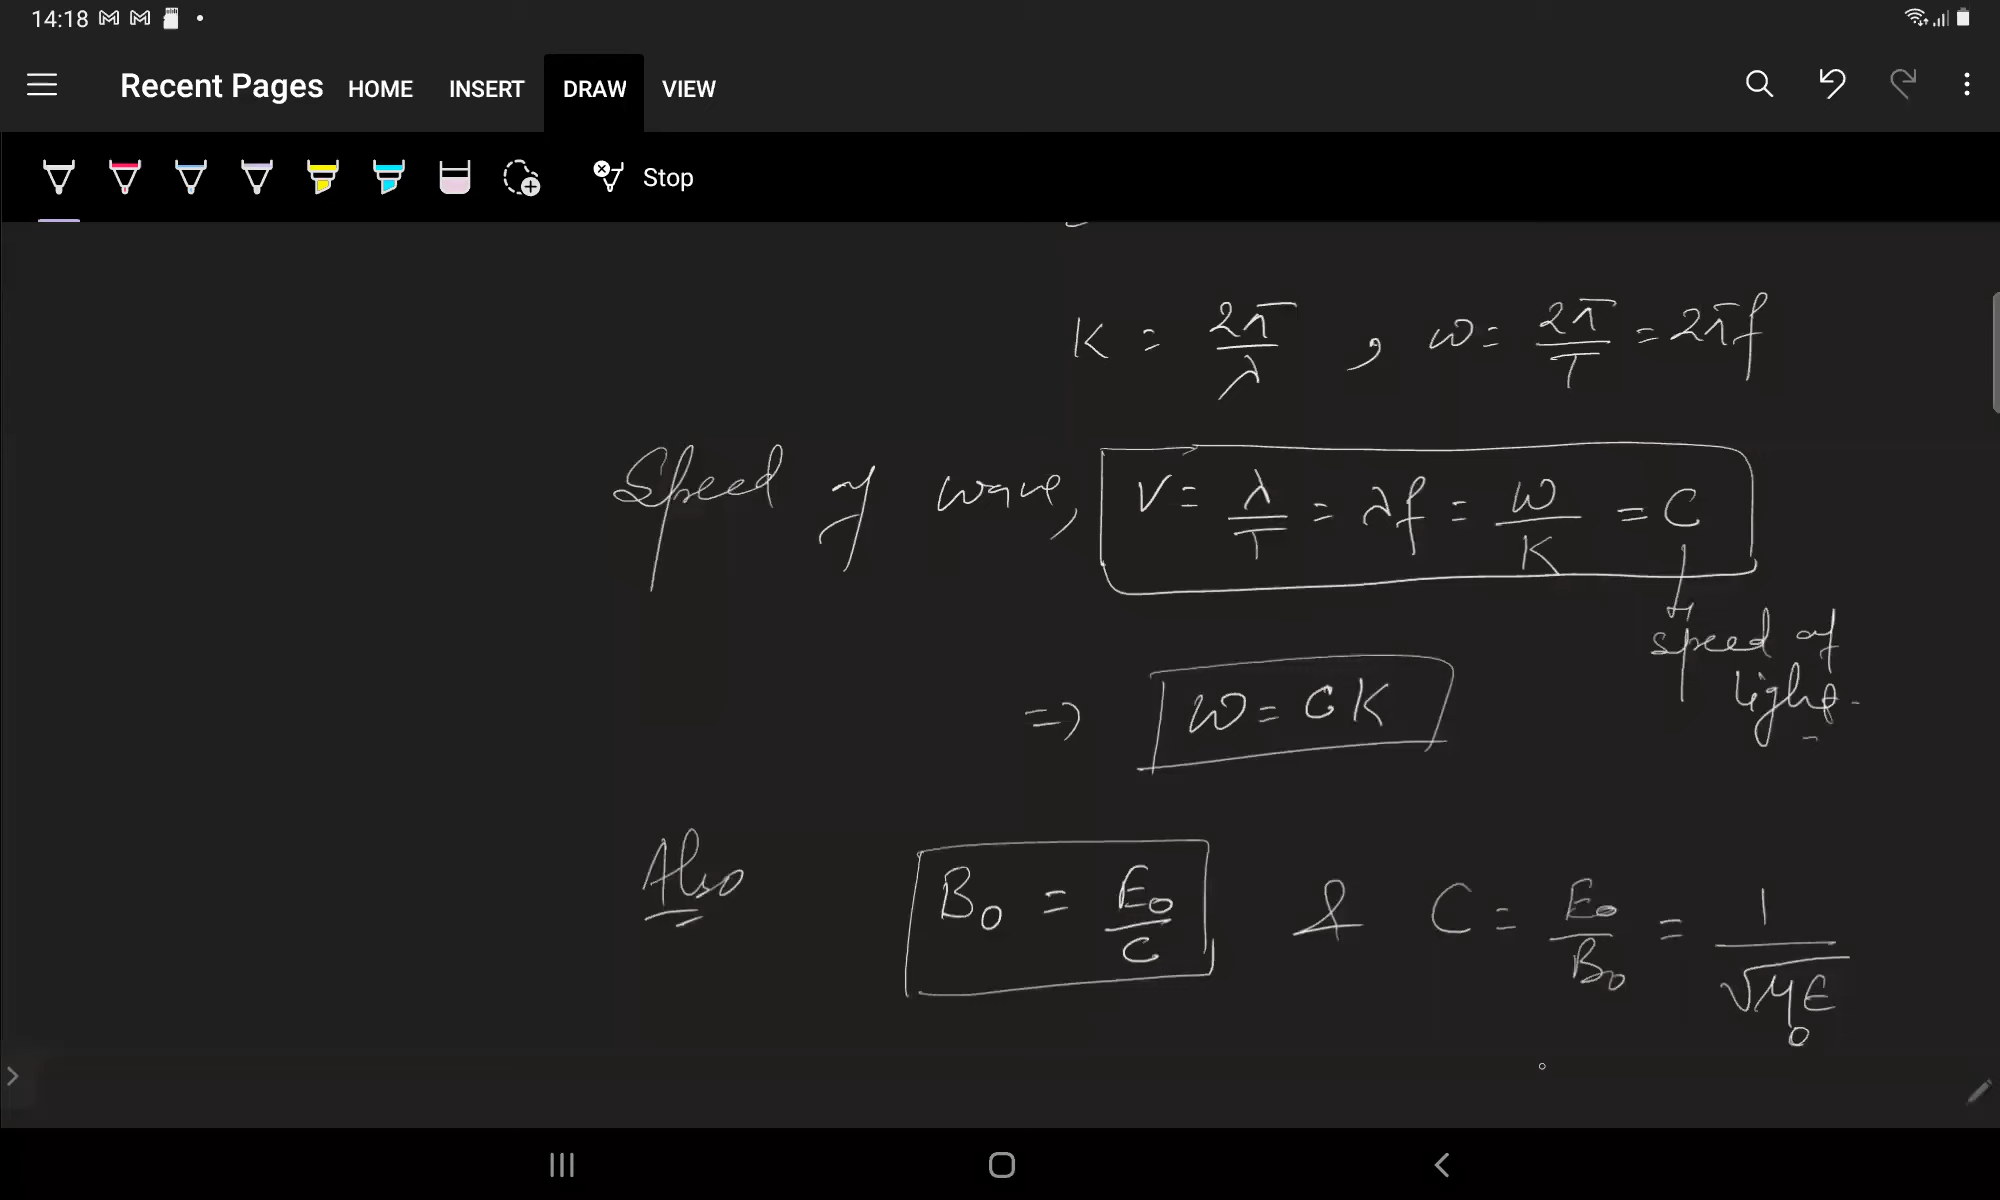 14:18
Recent Pages HOME INSERT DRAW VIEW
Stop
K = 2π/λ , ω = 2π/T = 2πf
Speed of wave, V = λ/T = λf = ω/K = C
speed of
light.
=> ω = CK
Also B₀ = E₀/C & C = E₀/B₀ = 1/√μ₀ε